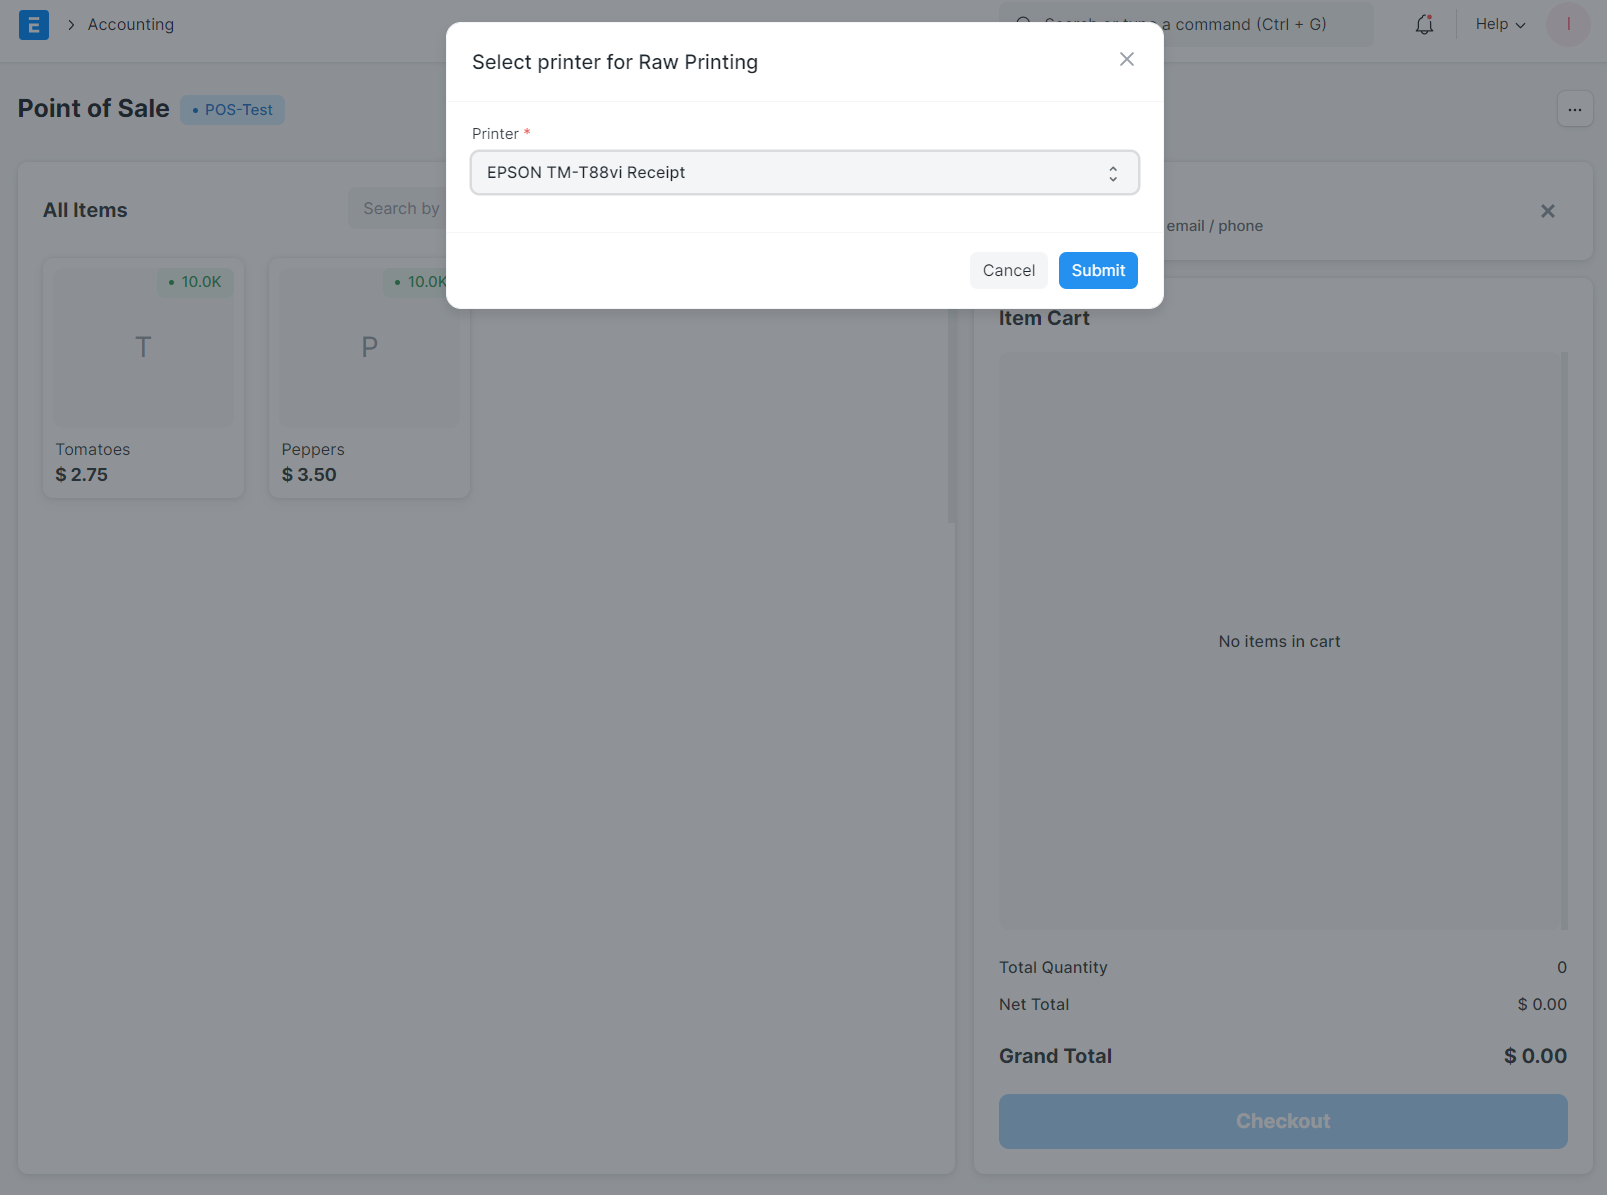 E
Accounting
a command (Ctrl + G)
Help
I
Select printer for Raw Printing
Point of Sale
POS-Test
Printer *
EPSON TM-T88vi Receipt
Cancel
Submit
All Items
Search by
email / phone
10.0K
T
Tomatoes
$ 2.75
10.0K
P
Peppers
$ 3.50
Item Cart
No items in cart
Total Quantity 0
Net Total $ 0.00
Grand Total $ 0.00
Checkout